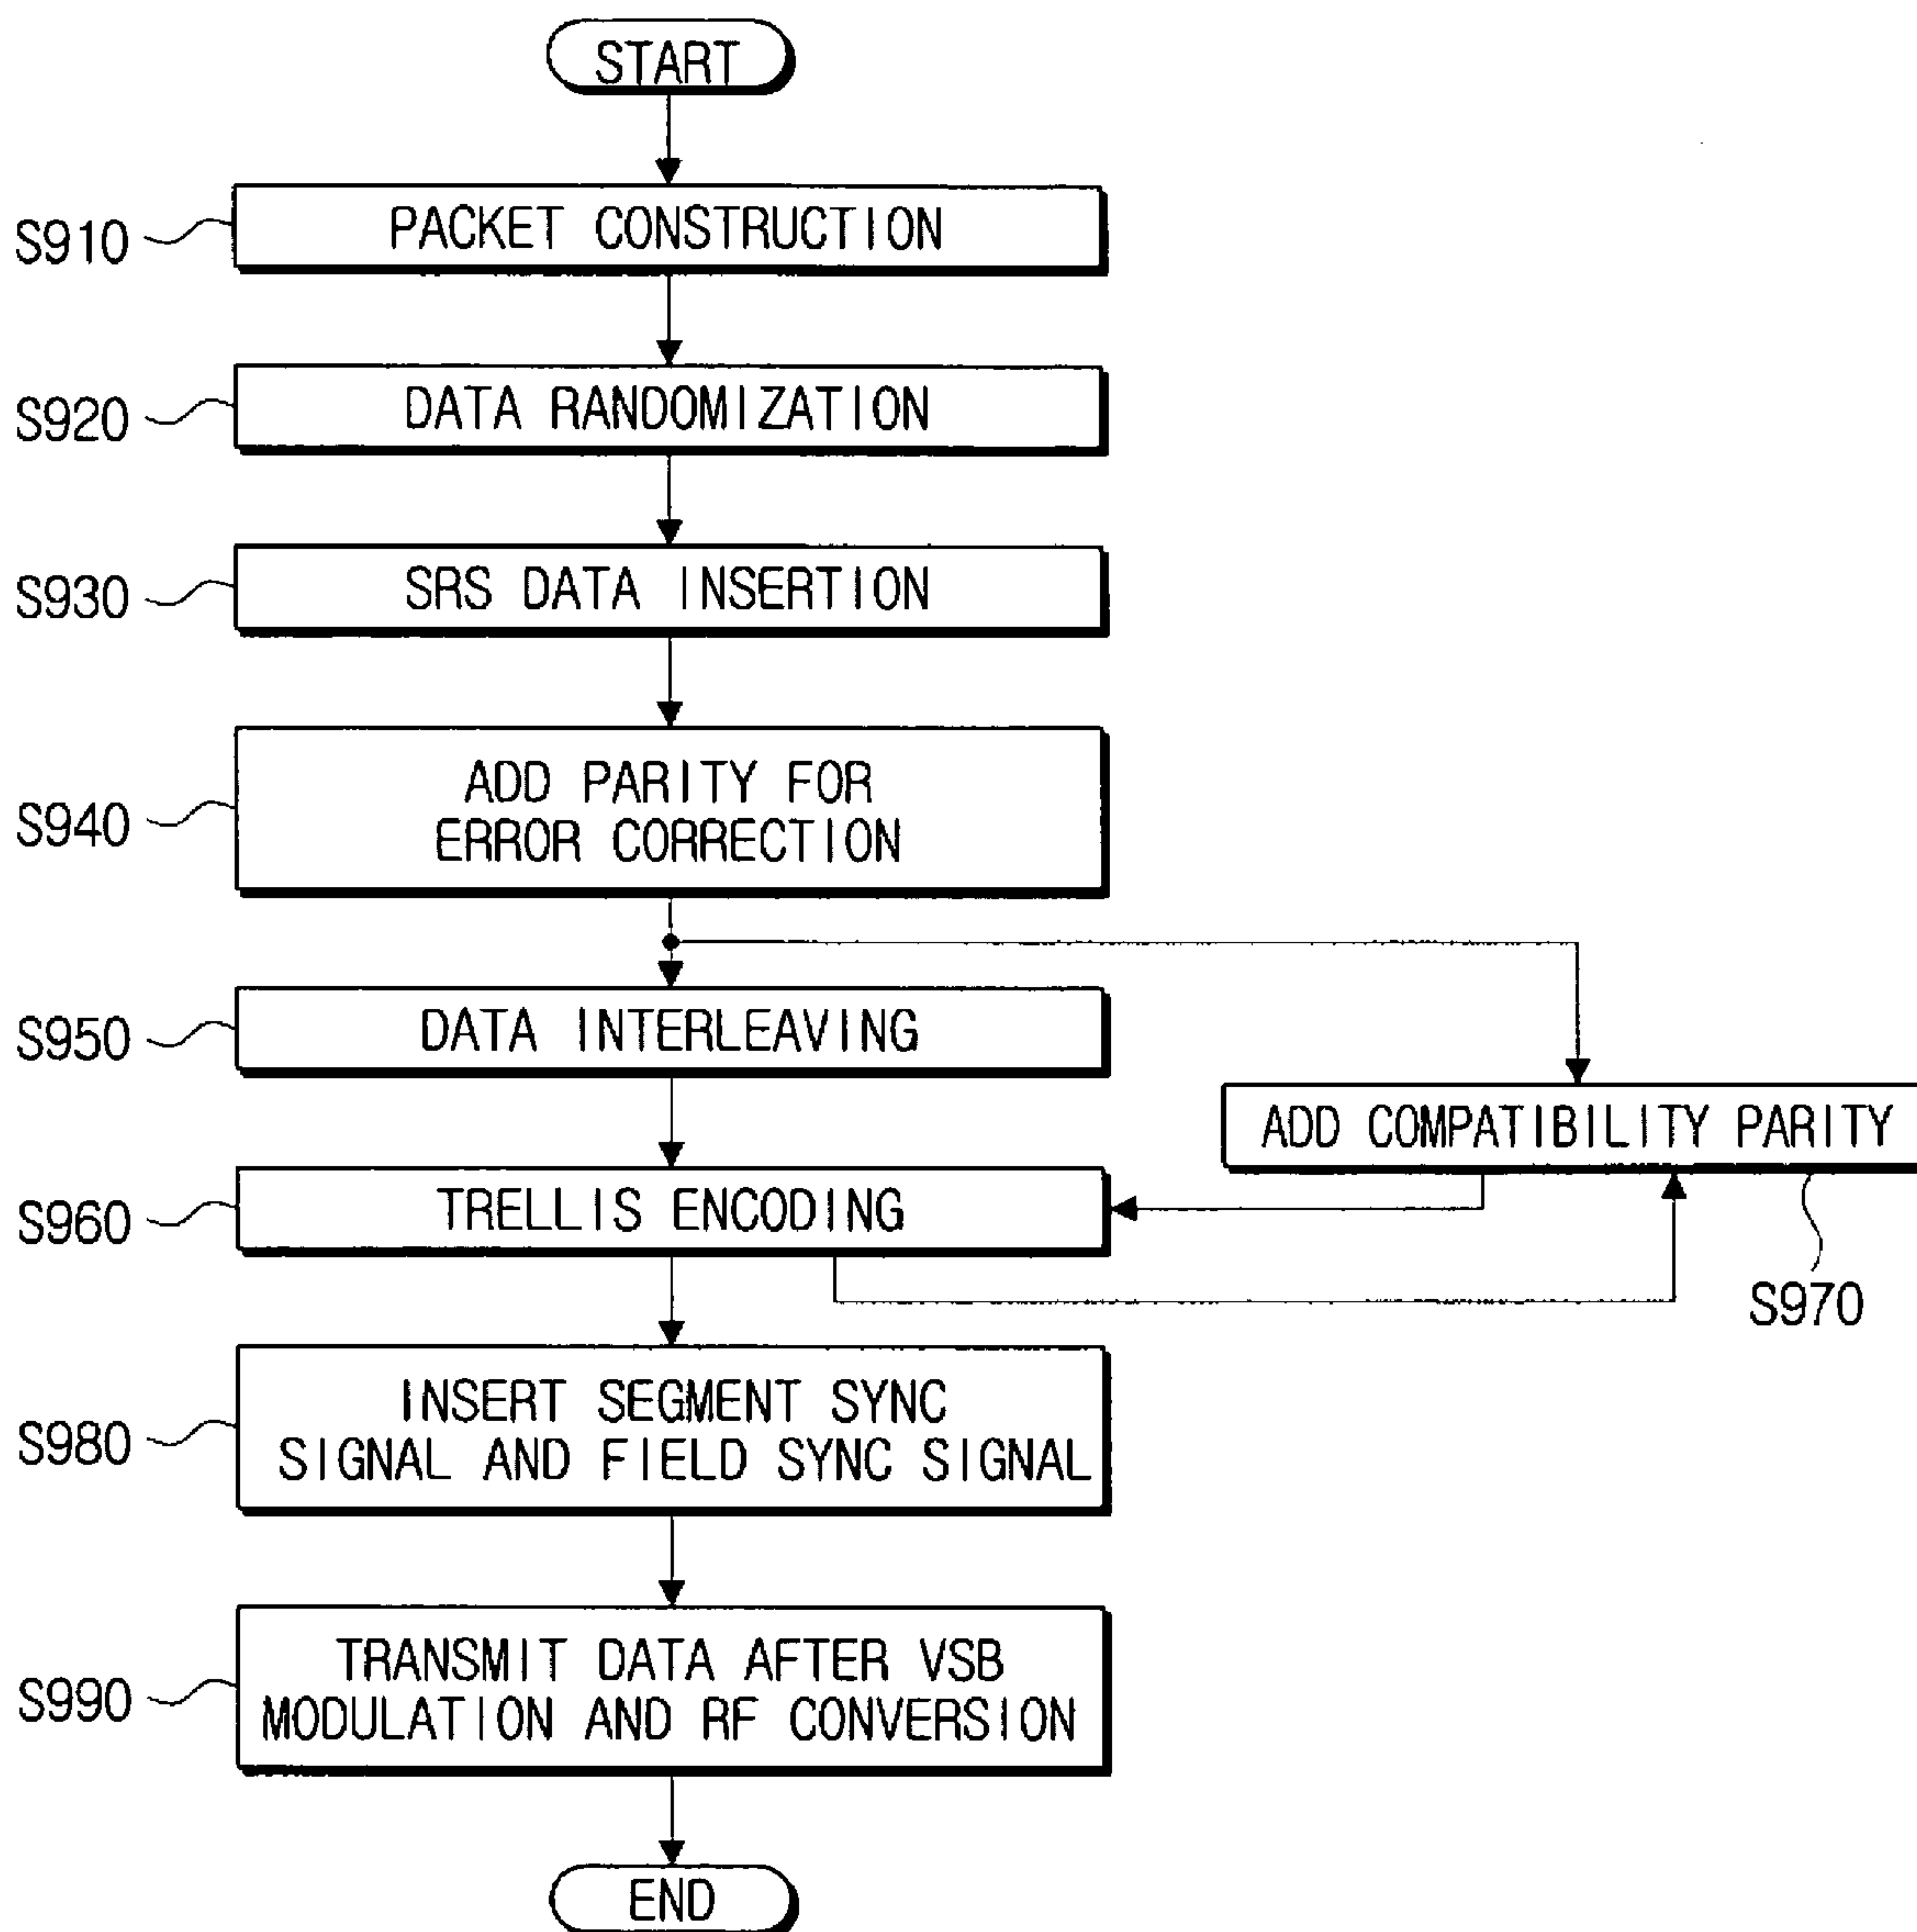 START
S910
PACKET CONSTRUCTION
S920
DATA RANDOMIZATION
S930
SRS DATA INSERTION
S940
ADD PARITY FOR
ERROR CORRECTION
S950
DATA INTERLEAVING
ADD COMPATIBILITY PARITY
S960
TRELLIS ENCODING
S970
S980
INSERT SEGMENT SYNC
SIGNAL AND FIELD SYNC SIGNAL
S990
TRANSMIT DATA AFTER VSB
MODULATION AND RF CONVERSION
END